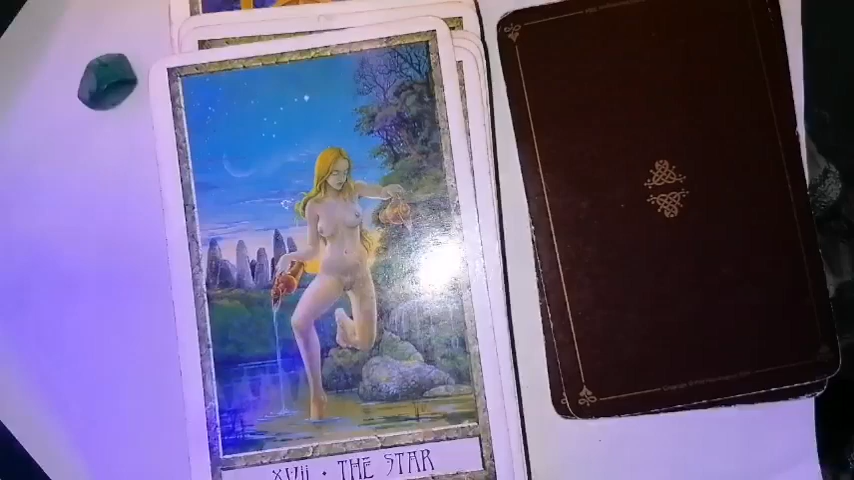 XVII • THE STAR